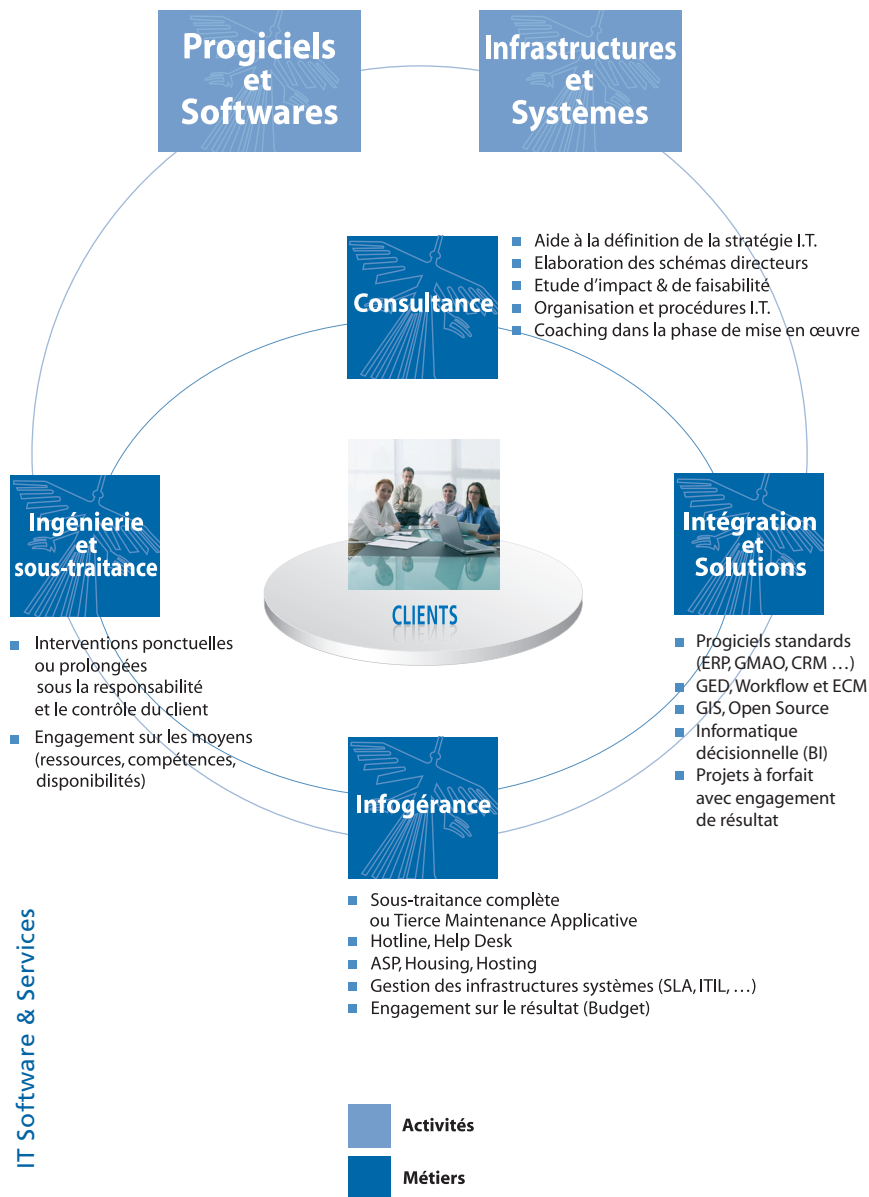 Progiciels
et
Softwares
Infrastructures
et
Systèmes
Consultance
Aide à la définition de la stratégie I.T.
Elaboration des schémas directeurs
Etude d'impact & de faisabilité
Organisation et procédures I.T.
Coaching dans la phase de mise en œuvre
Ingénierie
et
sous-traitance
Interventions ponctuelles
ou prolongées
sous la responsabilité
et le contrôle du client
Engagement sur les moyens
(ressources, compétences,
disponibilités)
CLIENTS
Intégration
et
Solutions
Progiciels standards
(ERP, GMAO, CRM …)
GED, Workflow et ECM
GIS, Open Source
Informatique
décisionnelle (BI)
Projets à forfait
avec engagement
de résultat
Infogérance
Sous-traitance complète
ou Tierce Maintenance Applicative
Hotline, Help Desk
ASP, Housing, Hosting
Gestion des infrastructures systèmes (SLA, ITIL, …)
Engagement sur le résultat (Budget)
IT Software & Services
Activités
Métiers